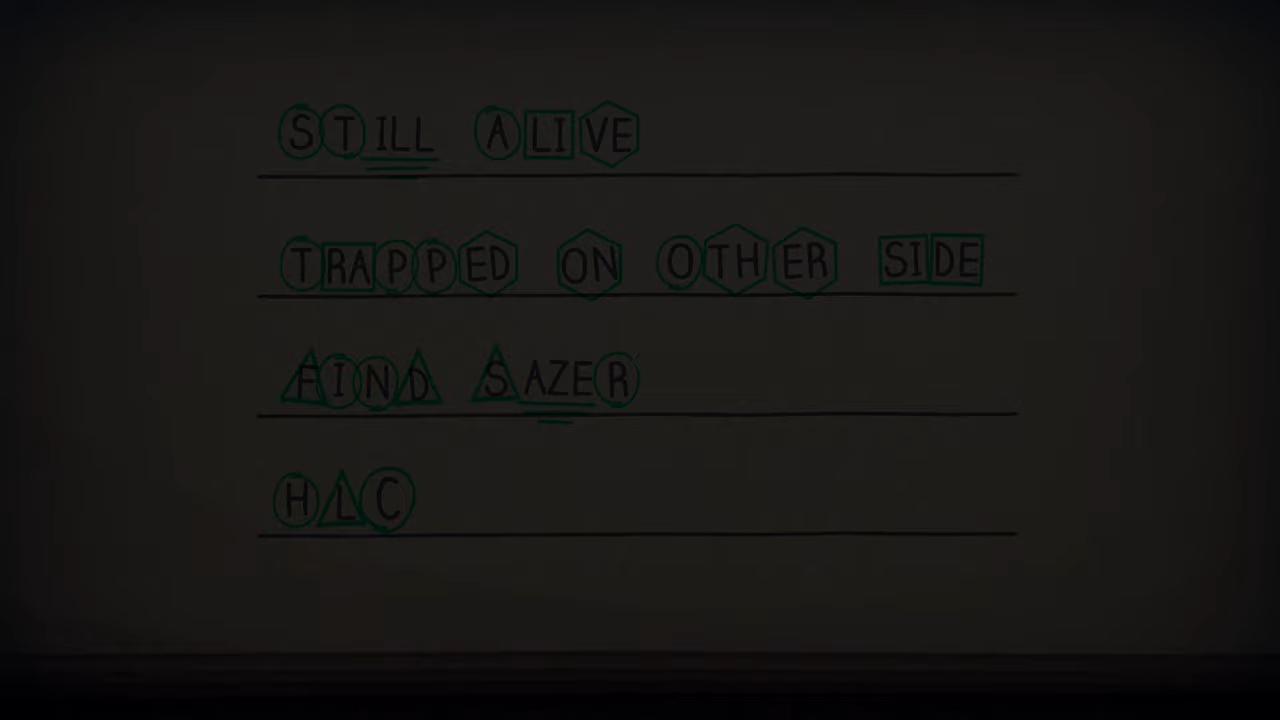 STILL ALIVE
TRAPPED ON OTHER SIDE
FIND SAZER
HLC